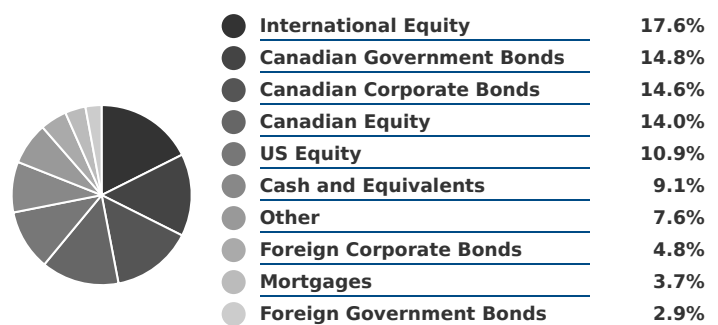 International Equity 17.6%
Canadian Government Bonds 14.8%
Canadian Corporate Bonds 14.6%
Canadian Equity 14.0%
US Equity 10.9%
Cash and Equivalents 9.1%
Other 7.6%
Foreign Corporate Bonds 4.8%
Mortgages 3.7%
Foreign Government Bonds 2.9%